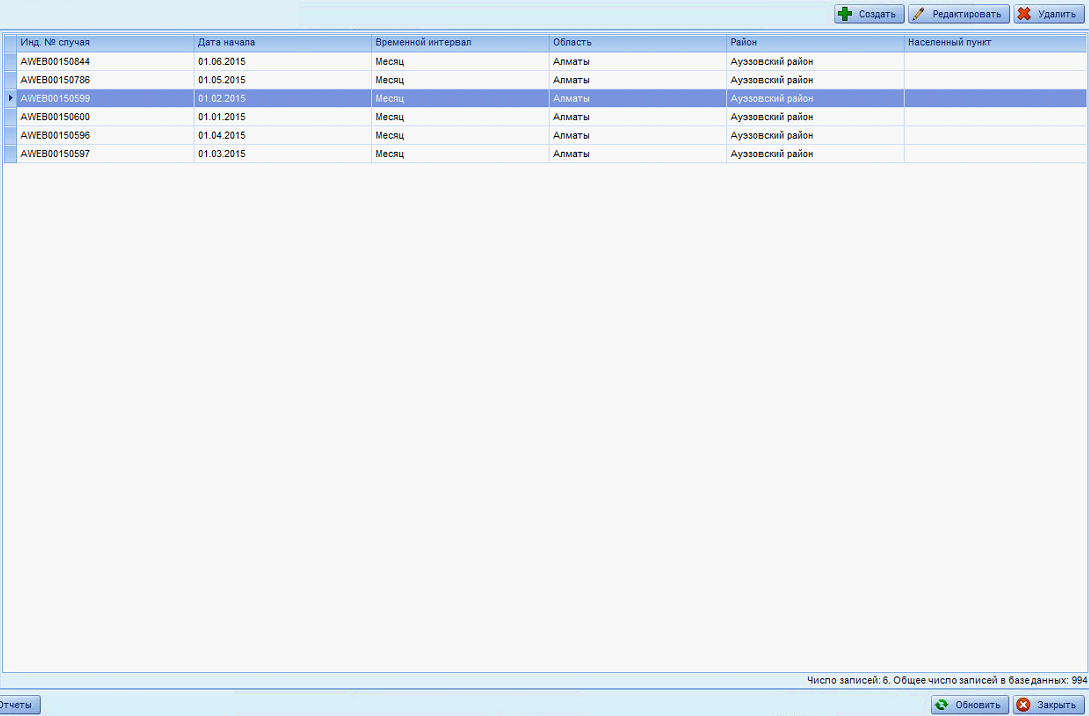 Создать Редактировать Удалить
Инд. № случая Дата начала Временной интервал Область Район Населенный пункт
AWEB00150844 01.06.2015 Месяц Алматы Ауэзовский район
AWEB00150786 01.05.2015 Месяц Алматы Ауэзовский район
AWEB00150599 01.02.2015 Месяц Алматы Ауэзовский район
AWEB00150600 01.01.2015 Месяц Алматы Ауэзовский район
AWEB00150596 01.04.2015 Месяц Алматы Ауэзовский район
AWEB00150597 01.03.2015 Месяц Алматы Ауэзовский район
Число записей: 6. Общее число записей в базе данных: 994
Отчеты Обновить Закрыть